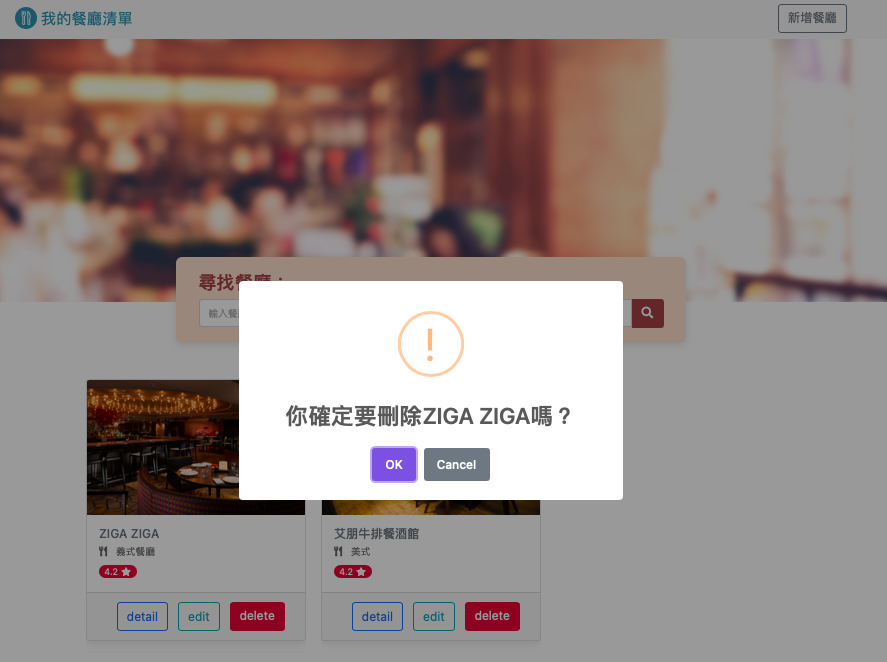 我的餐廳清單
新增餐廳
尋找餐廳：
輸入餐
!
你確定要刪除ZIGA ZIGA嗎？
OK Cancel
ZIGA ZIGA
義式餐廳
4.2
detail edit delete
艾朋牛排餐酒館
美式
4.2
detail edit delete